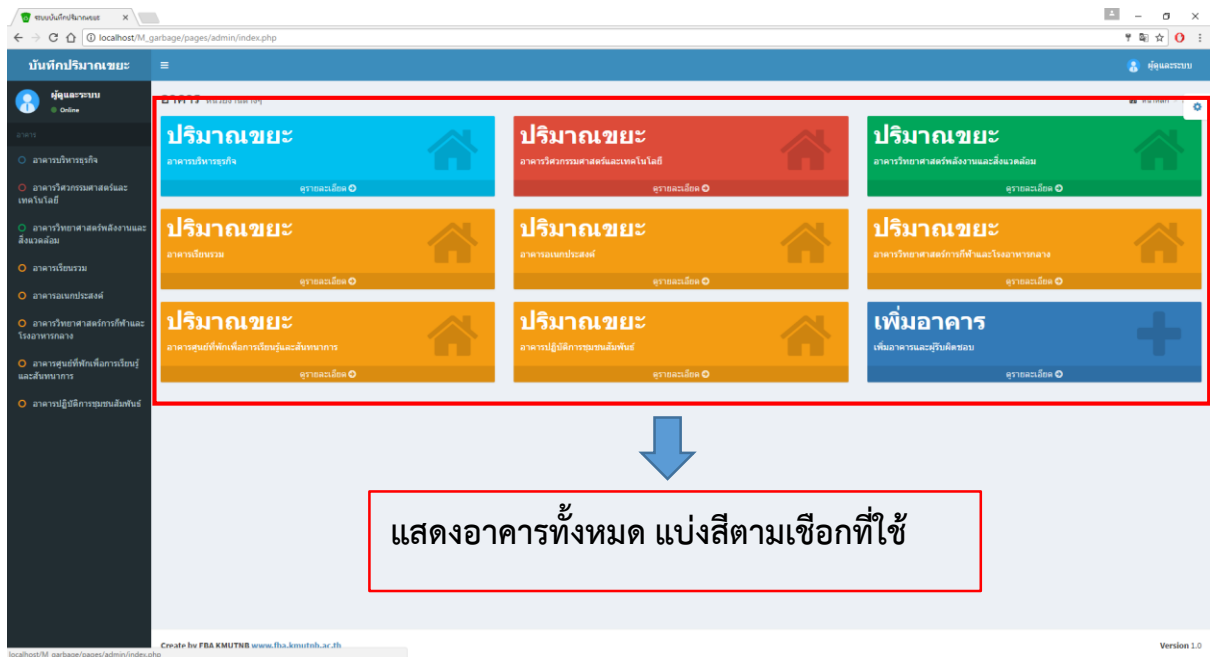 ระบบบันทึกปริมาณขยะ
localhost/M_garbage/pages/admin/index.php
บันทึกปริมาณขยะ
ผู้ดูแลระบบ
ผู้ดูแลระบบ
Online
อาคาร หน่วยงานต่างๆ
หน้าหลัก
อาคาร
อาคารบริหารธุรกิจ
อาคารวิศวกรรมศาสตร์และ
เทคโนโลยี
อาคารวิทยาศาสตร์พลังงานและ
สิ่งแวดล้อม
อาคารเรียนรวม
อาคารอเนกประสงค์
อาคารวิทยาศาสตร์การกีฬาและ
โรงอาหารกลาง
อาคารศูนย์ที่พักเพื่อการเรียนรู้
และสันทนาการ
อาคารปฏิบัติการชุมชนสัมพันธ์
ปริมาณขยะ
อาคารบริหารธุรกิจ
ดูรายละเอียด
ปริมาณขยะ
อาคารวิศวกรรมศาสตร์และเทคโนโลยี
ดูรายละเอียด
ปริมาณขยะ
อาคารวิทยาศาสตร์พลังงานและสิ่งแวดล้อม
ดูรายละเอียด
ปริมาณขยะ
อาคารเรียนรวม
ดูรายละเอียด
ปริมาณขยะ
อาคารอเนกประสงค์
ดูรายละเอียด
ปริมาณขยะ
อาคารวิทยาศาสตร์การกีฬาและโรงอาหารกลาง
ดูรายละเอียด
ปริมาณขยะ
อาคารศูนย์ที่พักเพื่อการเรียนรู้และสันทนาการ
ดูรายละเอียด
ปริมาณขยะ
อาคารปฏิบัติการชุมชนสัมพันธ์
ดูรายละเอียด
เพิ่มอาคาร
เพิ่มอาคารและผู้รับผิดชอบ
ดูรายละเอียด
แสดงอาคารทั้งหมด แบ่งสีตามเชือกที่ใช้
Create by FBA KMUTNB www.fba.kmutnb.ac.th
Version 1.0
localhost/M_garbage/pages/admin/index.php